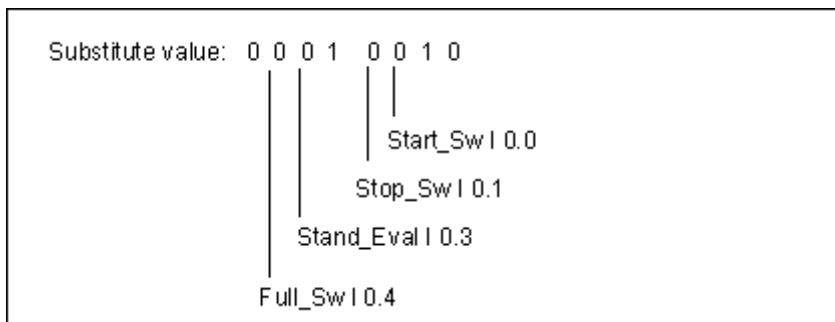 Substitute value: 0 0 0 1 0 0 1 0
Start_Sw I 0.0
Stop_Sw I 0.1
Stand_Eval I 0.3
Full_Sw I 0.4